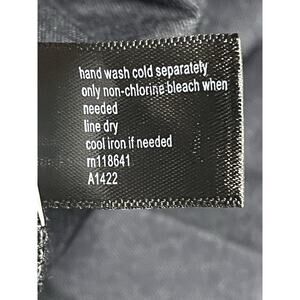 hand wash cold separately
only non-chlorine bleach when
needed
line dry
cool iron if needed
rn118641
A1422